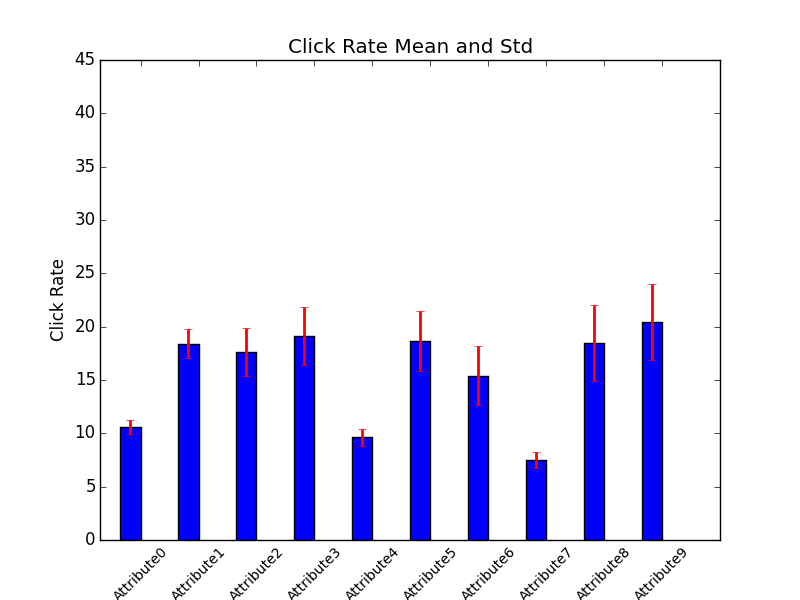 Click Rate Mean and Std
45
40
35
30
25
20
15
10
5
0
Click Rate
Attribute0
Attribute1
Attribute2
Attribute3
Attribute4
Attribute5
Attribute6
Attribute7
Attribute8
Attribute9